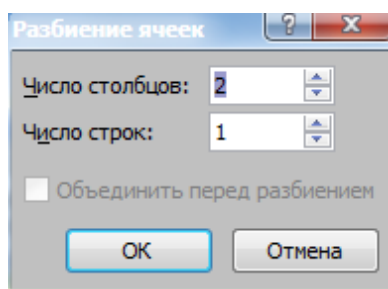 Разбиение ячеек
Число столбцов: 2
Число строк: 1
Объединить перед разбиением
ОК Отмена